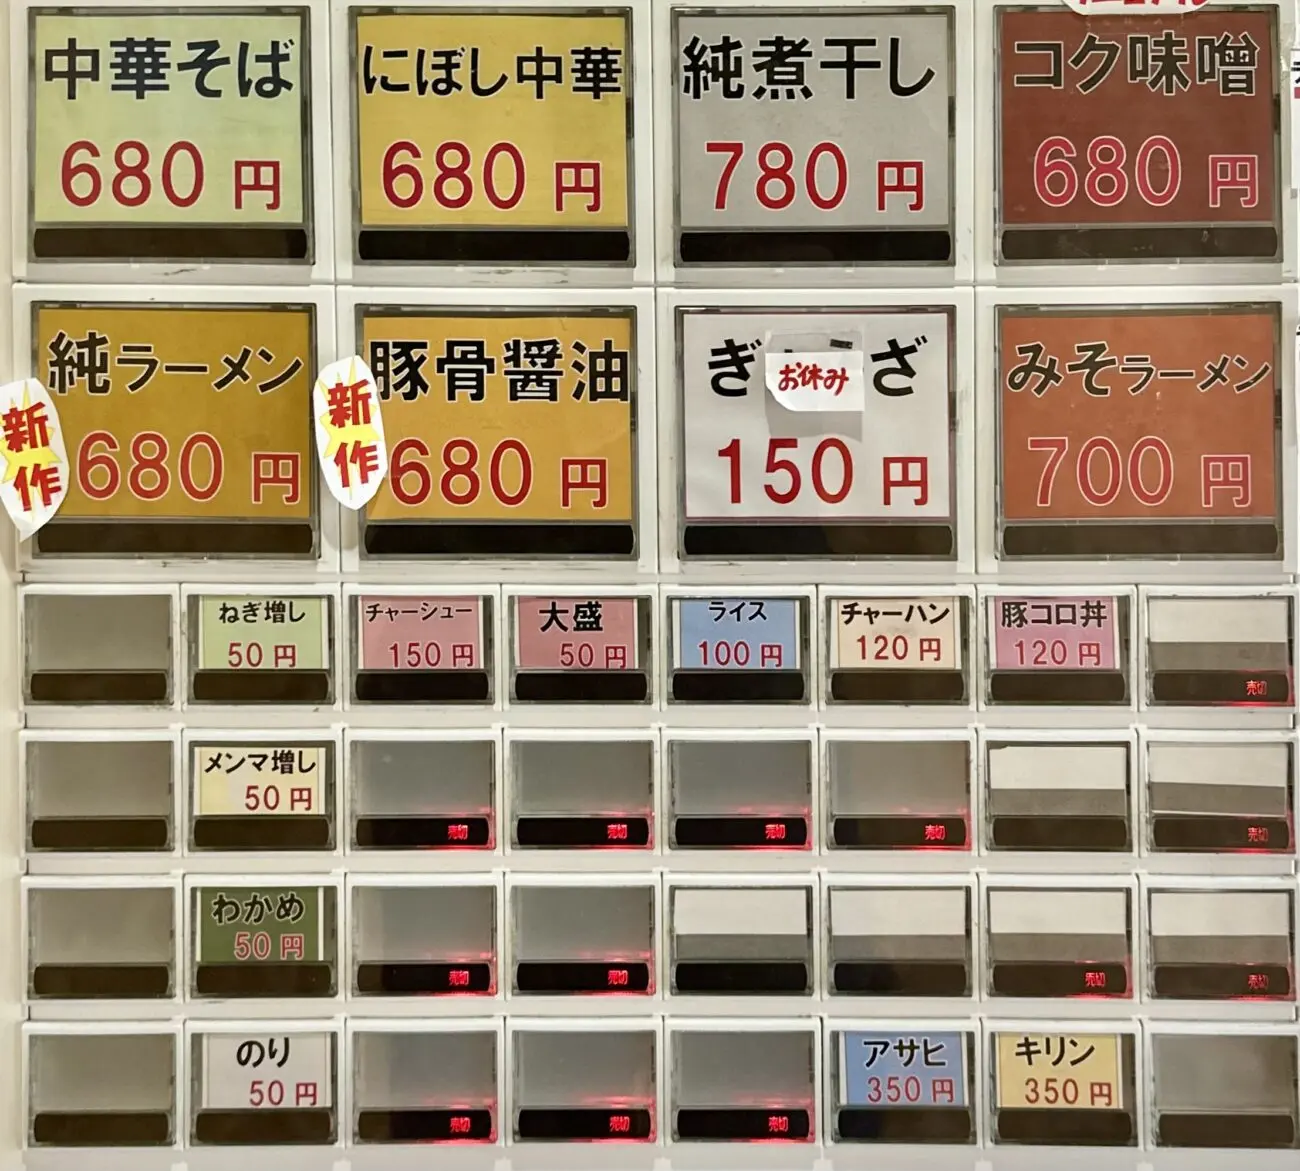 中華そば
680円
にぼし中華
680円
純煮干し
780円
コク味噌
680円
純ラーメン
680円
新作
豚骨醤油
680円
新作
ぎ ざ
お休み
150円
みそラーメン
700円
ねぎ増し
50円
チャーシュー
150円
大盛
50円
ライス
100円
チャーハン
120円
豚コロ丼
120円
売切
メンマ増し
50円
売切
売切
売切
売切
売切
わかめ
50円
売切
売切
売切
売切
のり
50円
売切
売切
売切
アサヒ
350円
キリン
350円